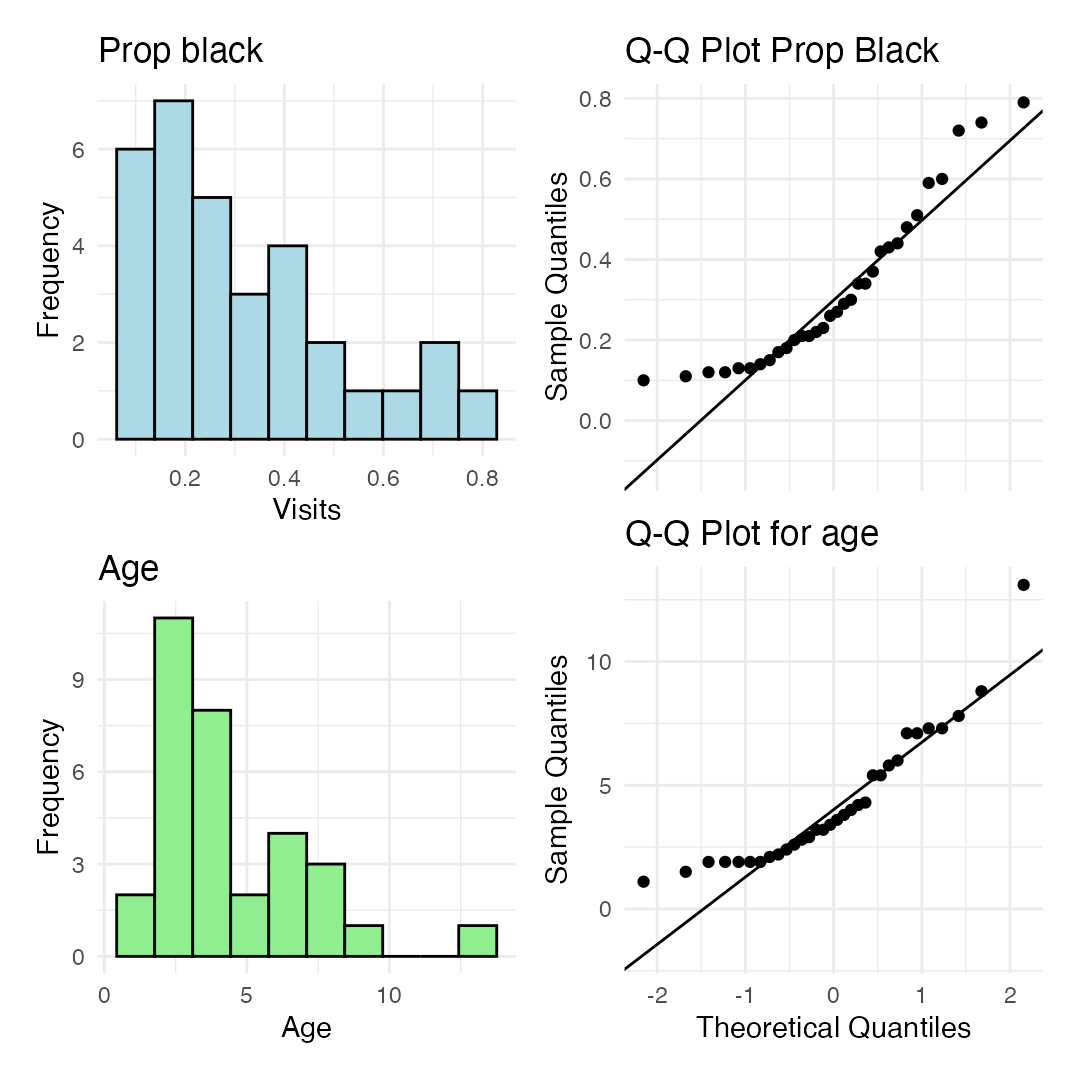 Prop black
Frequency
6
4
2
0
0.2 0.4 0.6 0.8
Visits
Q-Q Plot Prop Black
Sample Quantiles
0.8
0.6
0.4
0.2
0.0
Age
Frequency
9
6
3
0
0 5 10
Age
Q-Q Plot for age
Sample Quantiles
10
5
0
-2 -1 0 1 2
Theoretical Quantiles